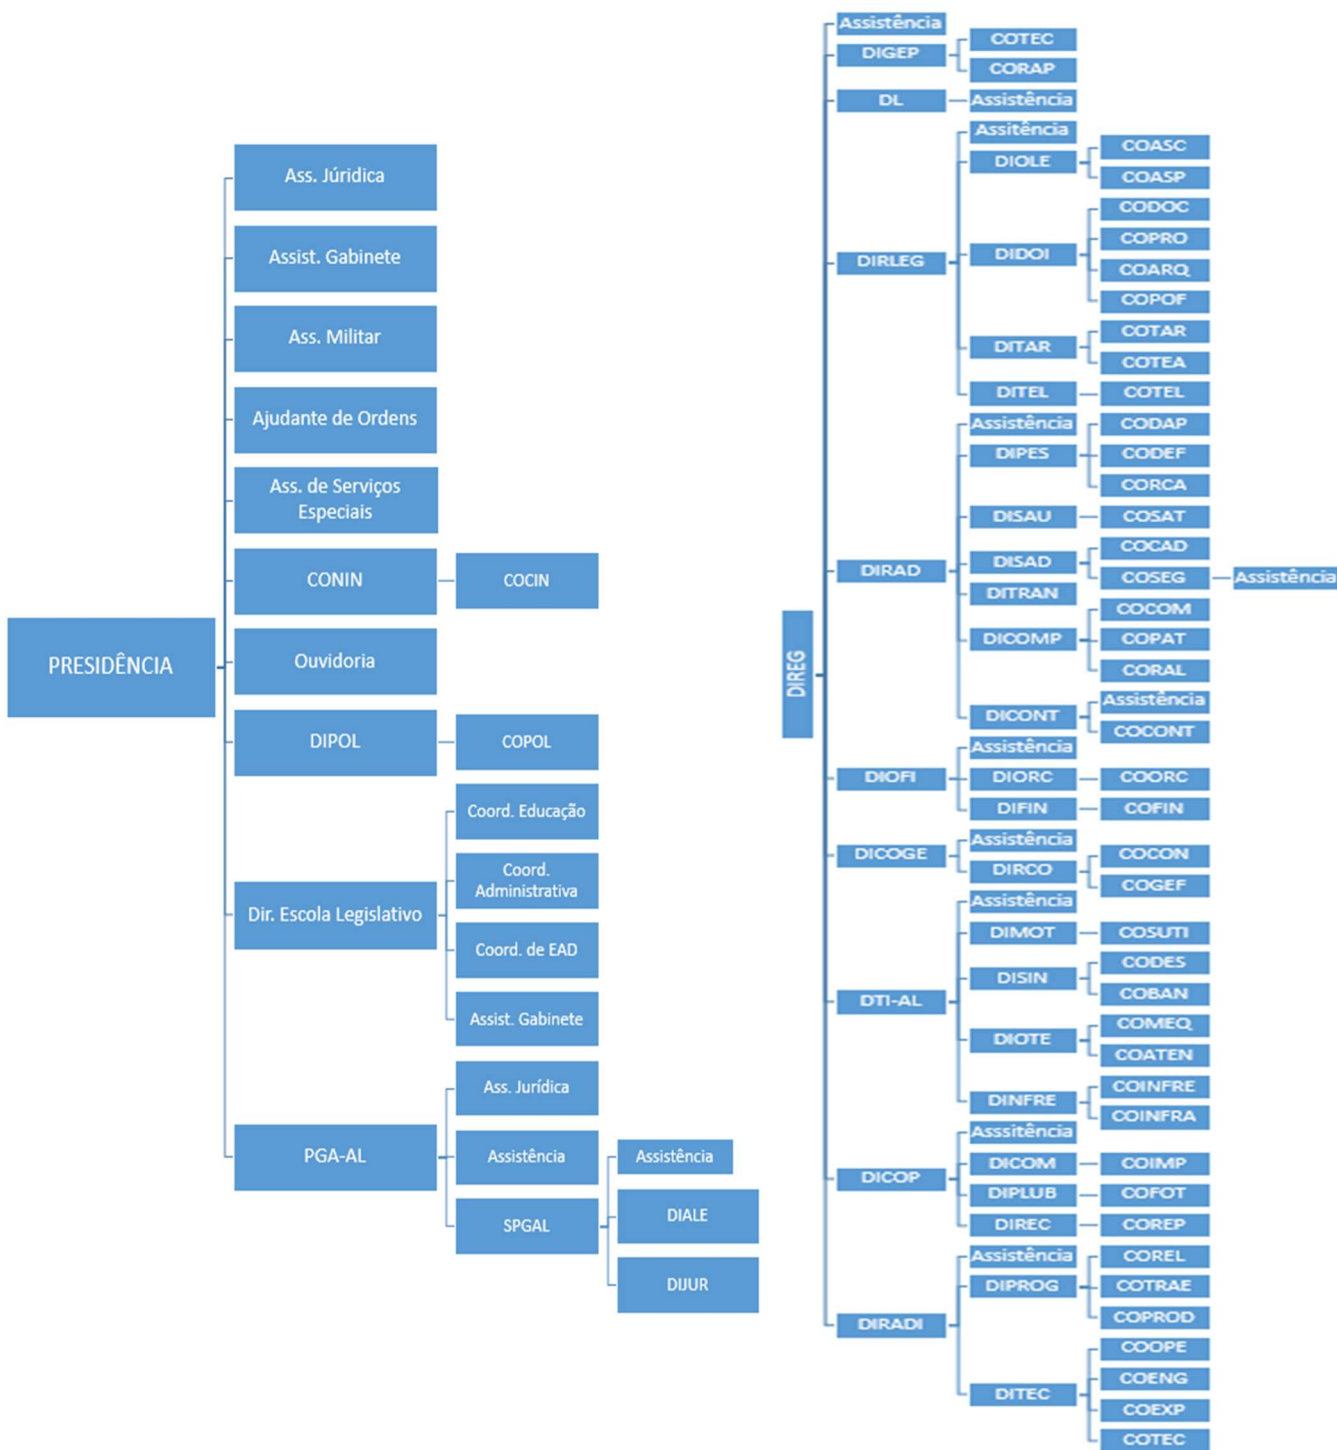 PRESIDÊNCIA
Ass. Júridica
Assist. Gabinete
Ass. Militar
Ajudante de Ordens
Ass. de Serviços
Especiais
CONIN
COCIN
Ouvidoria
DIPOL
COPOL
Dir. Escola Legislativo
Coord. Educação
Coord.
Administrativa
Coord. de EAD
Assist. Gabinete
PGA-AL
Ass. Jurídica
Assistência
SPGAL
Assistência
DIALE
DIJUR
DIREG
Assistência
DIGEP
COTEC
CORAP
DL
Assistência
DIRLEG
Assitência
DIOLE
COASC
COASP
DIDOI
CODOC
COPRO
COARQ
COPOF
DITAR
COTAR
COTEA
DITEL
COTEL
DIRAD
Assistência
DIPES
CODAP
CODEF
CORCA
DISAU
COSAT
DISAD
COCAD
COSEG
Assistência
DITRAN
DICOMP
COCOM
COPAT
CORAL
DICONT
Assistência
COCONT
DIOFI
Assistência
DIORC
COORC
DIFIN
COFIN
DICOGE
Assistência
DIRCO
COCON
COGEF
DTI-AL
Assistência
DIMOT
COSUTI
DISIN
CODES
COBAN
DIOTE
COMEQ
COATEN
DINFRE
COINFRE
COINFRA
DICOP
Asssitência
DICOM
COIMP
DIPLUB
COFOT
DIREC
COREP
DIRADI
Assistência
DIPROG
COREL
COTRAE
COPROD
DITEC
COOPE
COENG
COEXP
COTEC